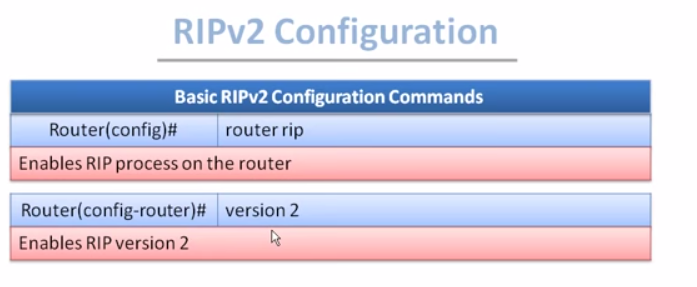 RIPv2 Configuration
Basic RIPv2 Configuration Commands
Router(config)# router rip
Enables RIP process on the router
Router(config-router)# version 2
Enables RIP version 2